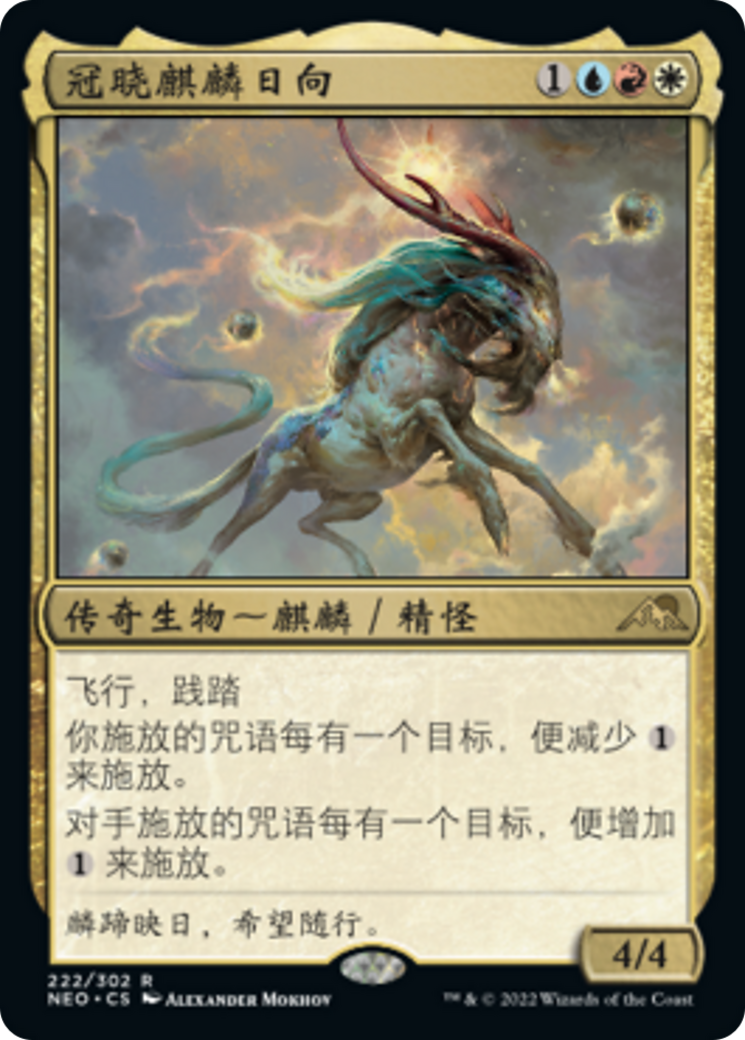 冠晓麒麟日向 1
传奇生物～麒麟／精怪
飞行，践踏
你施放的咒语每有一个目标，便减少 1
来施放。
对手施放的咒语每有一个目标，便增加
1 来施放。
麟蹄映日，希望随行。
4/4
222/302 R
NEO • CS Alexander Mokhov
™ & © 2022 Wizards of the Coast